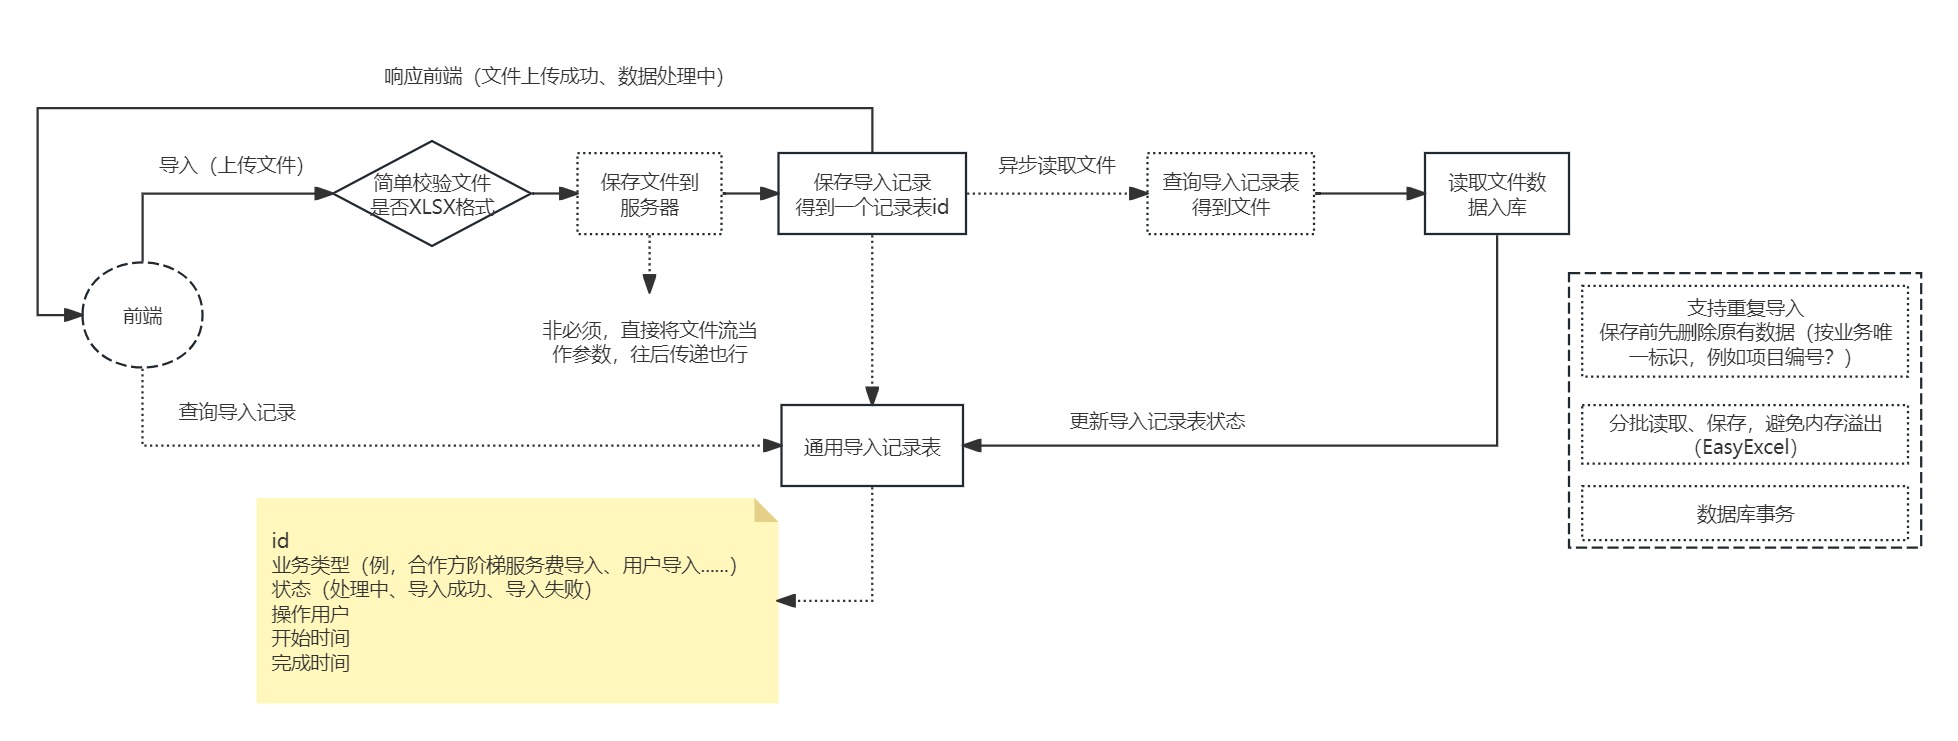 响应前端（文件上传成功、数据处理中）
导入（上传文件）
简单校验文件
是否XLSX格式
保存文件到
服务器
保存导入记录
得到一个记录表id
异步读取文件
查询导入记录表
得到文件
读取文件数
据入库
前端
非必须，直接将文件流当
作参数，往后传递也行
支持重复导入
保存前先删除原有数据（按业务唯
一标识，例如项目编号？）
查询导入记录
通用导入记录表
更新导入记录表状态
分批读取、保存，避免内存溢出
（EasyExcel）
数据库事务
id
业务类型（例，合作方阶梯服务费导入、用户导入......）
状态（处理中、导入成功、导入失败）
操作用户
开始时间
完成时间